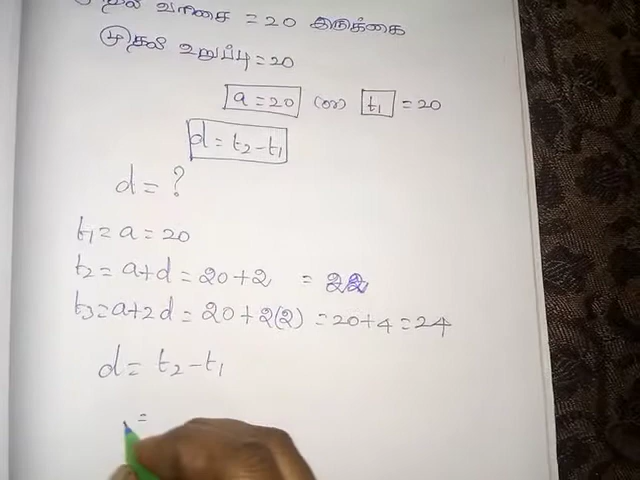 வரிசை = 20 இருக்கை
முதல் உறுப்பு = 20
a = 20 (or) t₁ = 20
d = t₂ - t₁
d = ?
t₁ = a = 20
t₂ = a+d = 20+2 = 22
t₃ = a+2d = 20+2(2) = 20+4 = 24
d = t₂ - t₁
=